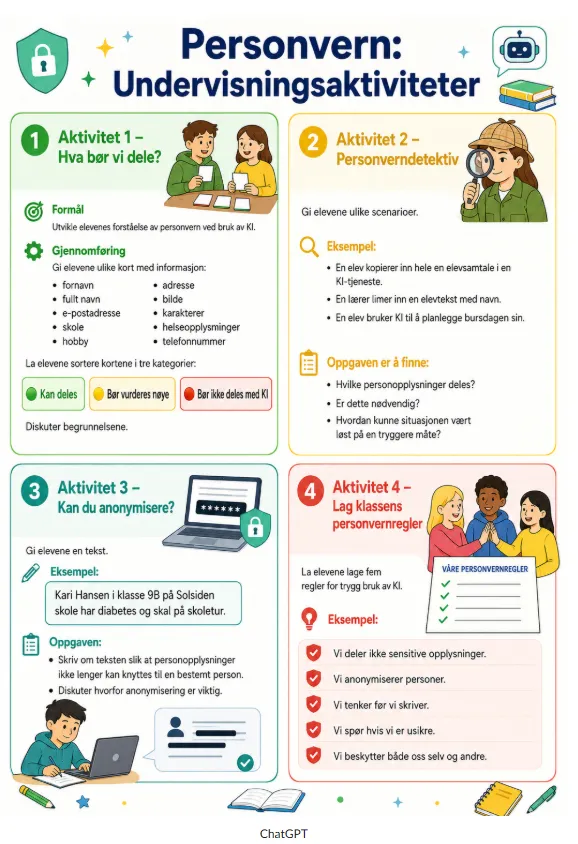 Personvern:
Undervisningsaktiviteter
1
Aktivitet 1 –
Hva bør vi dele?
Formål
Utvikle elevenes forståelse av personvern ved bruk av KI.
Gjennomføring
Gi elevene ulike kort med informasjon:
• fornavn
• fullt navn
• e-postadresse
• skole
• hobby
• adresse
• bilde
• karakterer
• helseopplysminger
• telefonnummer
La elevene sortere kortene i tre kategorier:
Kan deles
Bør vurderes nøye
Bør ikke deles med KI
Diskuter begrunnelsene.
2
Aktivitet 2 –
Personverndetektiv
Gi elevene ulike scenarioer.
Eksempel:
• En elev kopierer inn hele en elevsamtale i en
KI-tjeneste.
• En lærer limer inn en elevtekst med navn.
• En elev bruker KI til å planlegge bursdagen sin.
Oppgaven er å finne:
• Hvilke personopplysninger deles?
• Er dette nødvendig?
• Hvordan kunne situasjonen vært
løst på en tryggere måte?
3
Aktivitet 3 –
Kan du anonymisere?
******
Gi elevene en tekst.
Eksempel:
Kari Hansen i klasse 9B på Solsiden
skole har diabetes og skal på skoletur.
Oppgaven:
• Skriv om teksten slik at personopplysninger
ikke lenger kan knyttes til en bestemt person.
• Diskuter hvorfor anonymisering er viktig.
4
Aktivitet 4 –
Lag klassens
personvernregler
VÅRE PERSONVERNREGLER
La elevene lage fem
regler for trygg bruk av KI.
Eksempel:
Vi deler ikke sensitive opplysninger.
Vi anonymiserer personer.
Vi tenker før vi skriver.
Vi spør hvis vi er usikre.
Vi beskytter både oss selv og andre.
ChatGPT